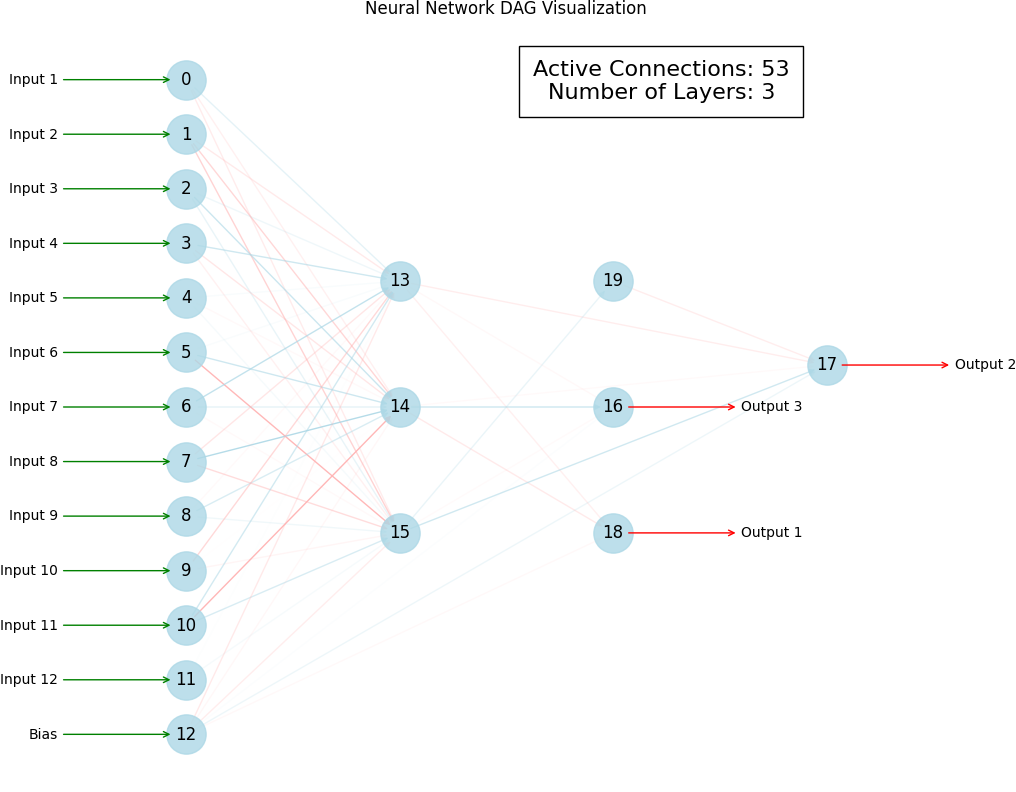 Neural Network DAG Visualization
Active Connections: 53
Number of Layers: 3
Input 1
0
Input 2
1
Input 3
2
Input 4
3
13
19
Input 5
4
Input 6
5
17
Output 2
Input 7
6
14
16
Output 3
Input 8
7
Input 9
8
15
18
Output 1
Input 10
9
Input 11
10
Input 12
11
Bias
12